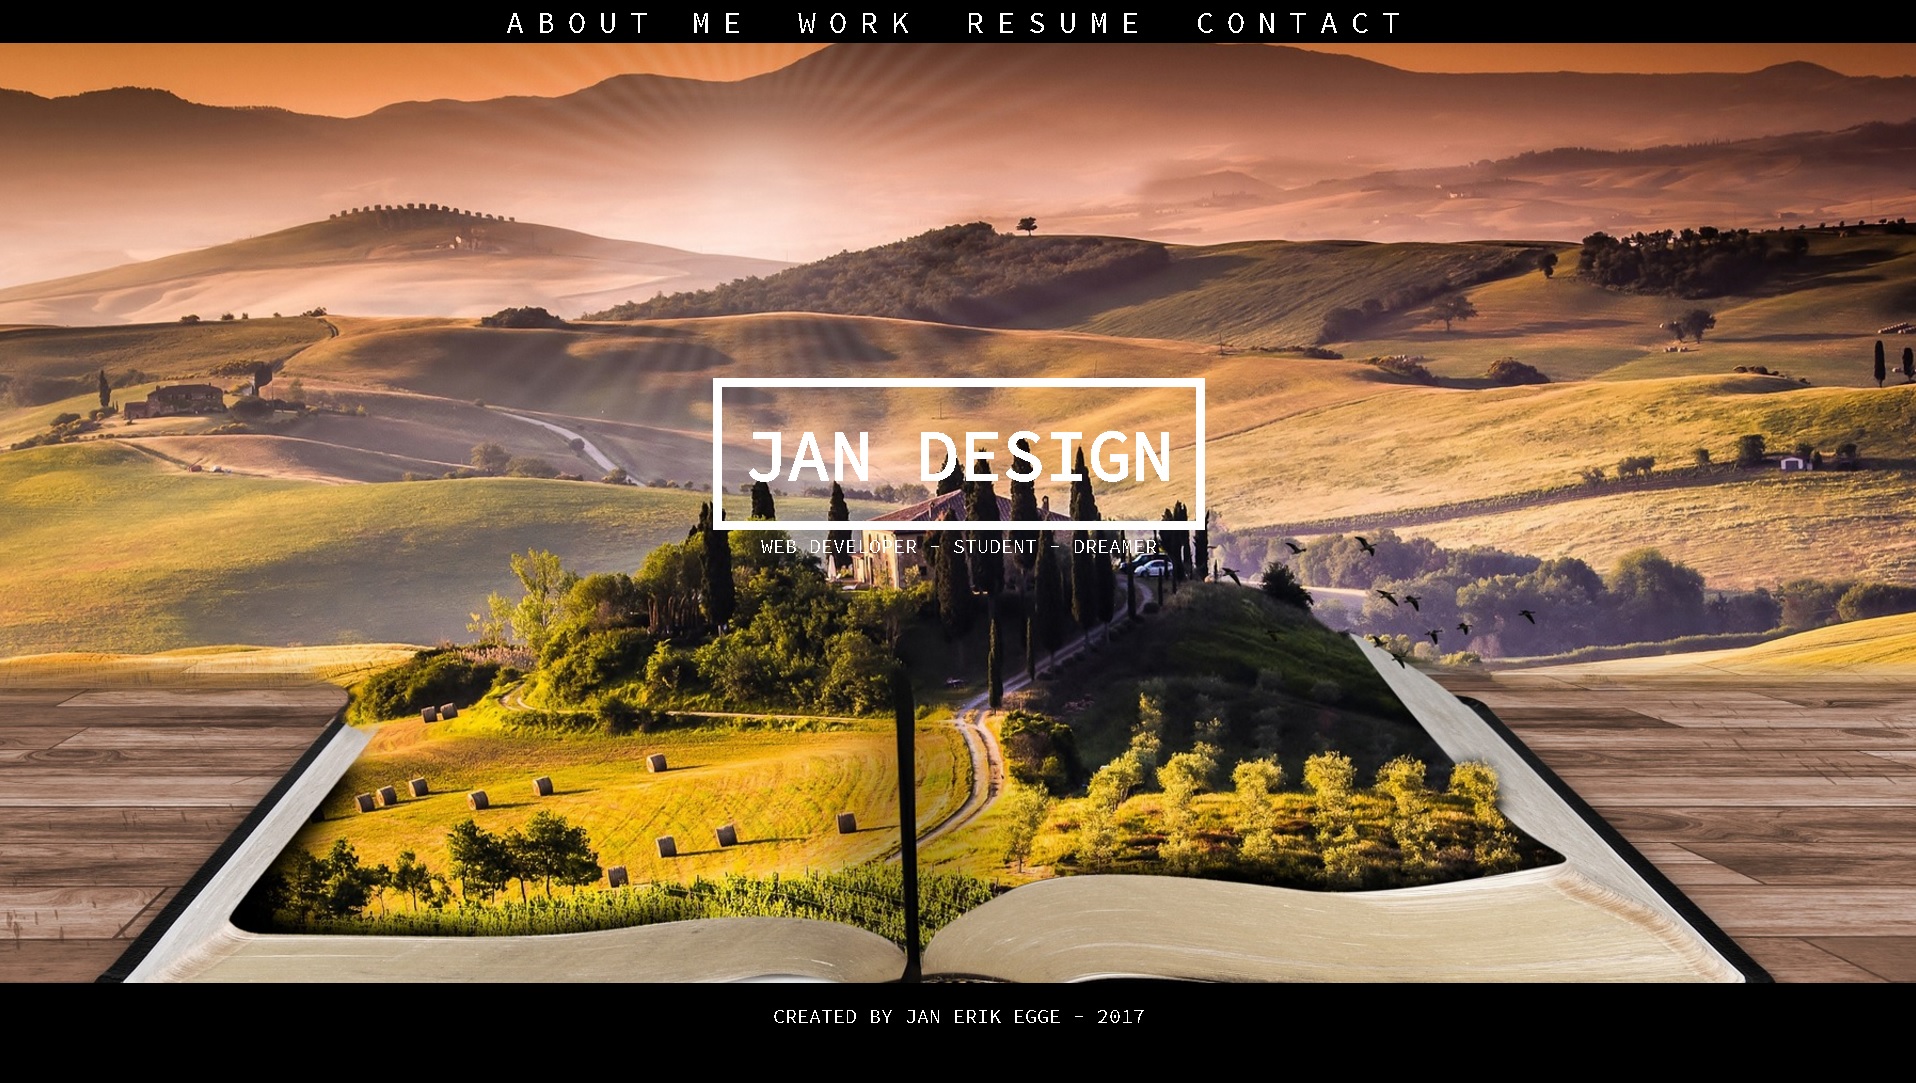 ABOUT ME WORK RESUME CONTACT
JAN DESIGN
WEB DEVELOPER - STUDENT - DREAMER
CREATED BY JAN ERIK EGGE - 2017